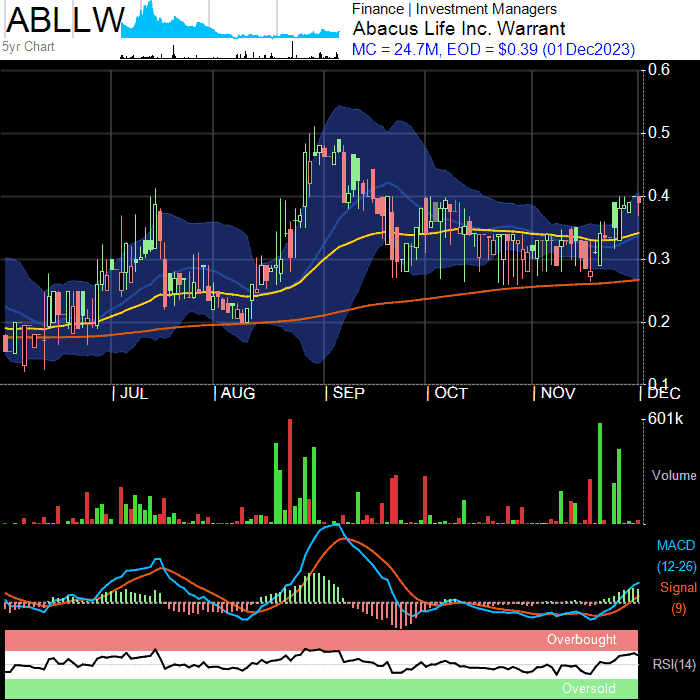 ABLLW
5yr Chart
Finance | Investment Managers
Abacus Life Inc. Warrant
MC = 24.7M, EOD = $0.39 (01Dec2023)
0.6
0.5
0.4
0.3
0.2
0.1
| JUL
| AUG
| SEP
| OCT
| NOV
| DEC
601k
Volume
MACD
(12-26)
Signal
(9)
Overbought
RSI(14)
Oversold